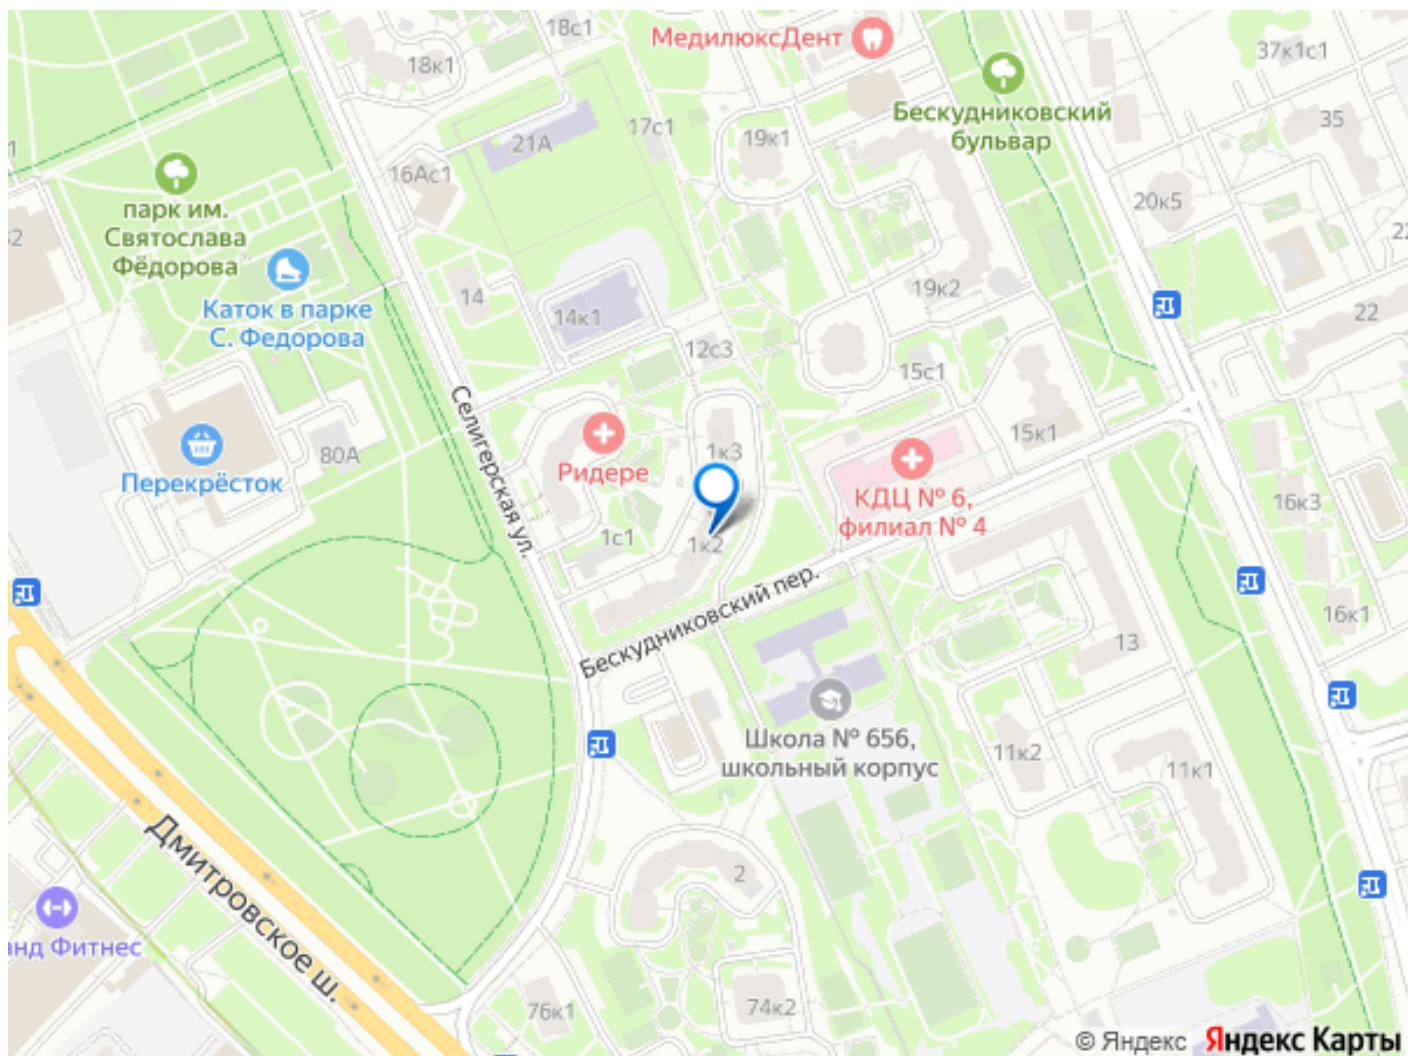 18с1
МедилюксДент
37к1с1
18к1
Бескудниковский
бульвар
35
17с1
19к1
21А
16Ас1
20к5
парк им.
Святослава
Фёдорова
Каток в парке
С. Федорова
14
14к1
19к2
22
12с3
15с1
Селигерская ул.
Перекрёсток
80А
Ридере
1к3
15к1
КДЦ № 6,
филиал № 4
16к3
1с1
1к2
Бескудниковский пер.
16к1
13
Школа № 656,
школьный корпус
11к2
11к1
Дмитровское ш.
2
анд Фитнес
76к1
74к2
© Яндекс Яндекс Карты